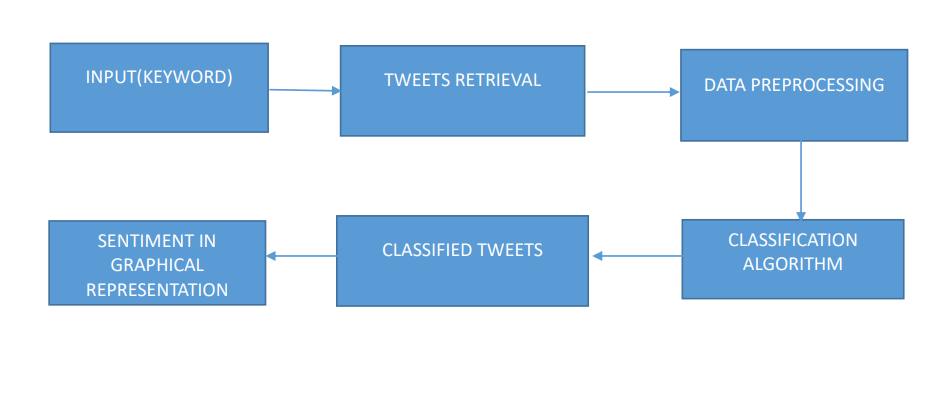 INPUT(KEYWORD)
TWEETS RETRIEVAL
DATA PREPROCESSING
CLASSIFICATION
ALGORITHM
CLASSIFIED TWEETS
SENTIMENT IN
GRAPHICAL
REPRESENTATION